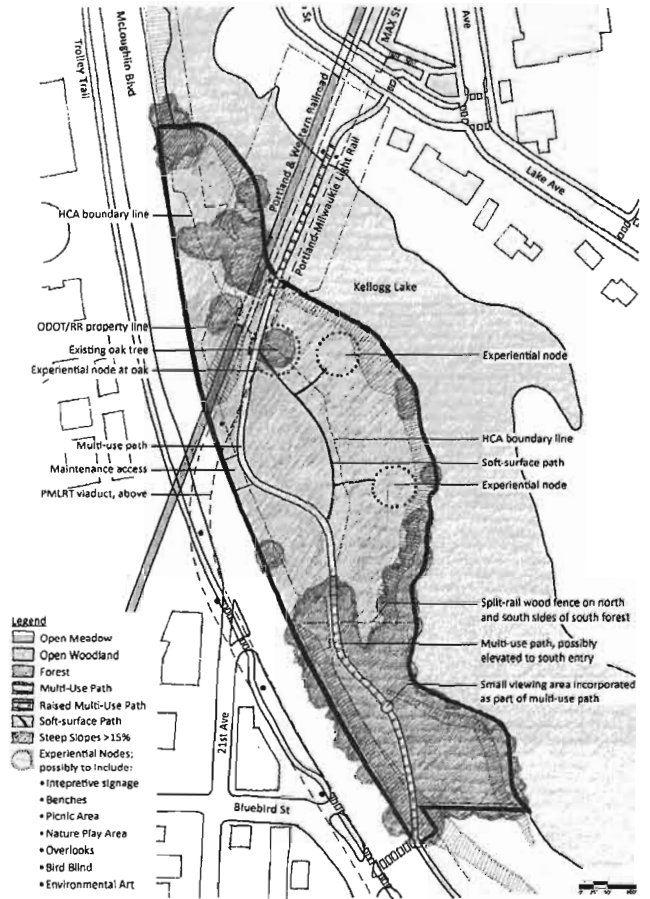 St
MAX St
Ave
Trolley Trail
McLoughlin Blvd
Portland & Western Railroad
Portland-Milwaukie Light Rail
Lake Ave
HCA boundary line
Kellogg Lake
ODOT/RR property line
Existing oak tree
Experiential node
Experiential node at oak
HCA boundary line
Multi-use path
Soft-surface path
Maintenance access
Experiential node
PMLRT viaduct, above
Split-rail wood fence on north
and south sides of south forest
Multi-use path, possibly
elevated to south entry
Small viewing area incorporated
as part of multi-use path
Legend
Open Meadow
Open Woodland
Forest
Multi-Use Path
Raised Multi-Use Path
Soft-surface Path
Steep Slopes >15%
Experiential Nodes;
possibly to include:
• Intepretive signage
• Benches
• Picnic Area
• Nature Play Area
• Overlooks
• Bird Blind
• Environmental Art
21st Ave
Bluebird St